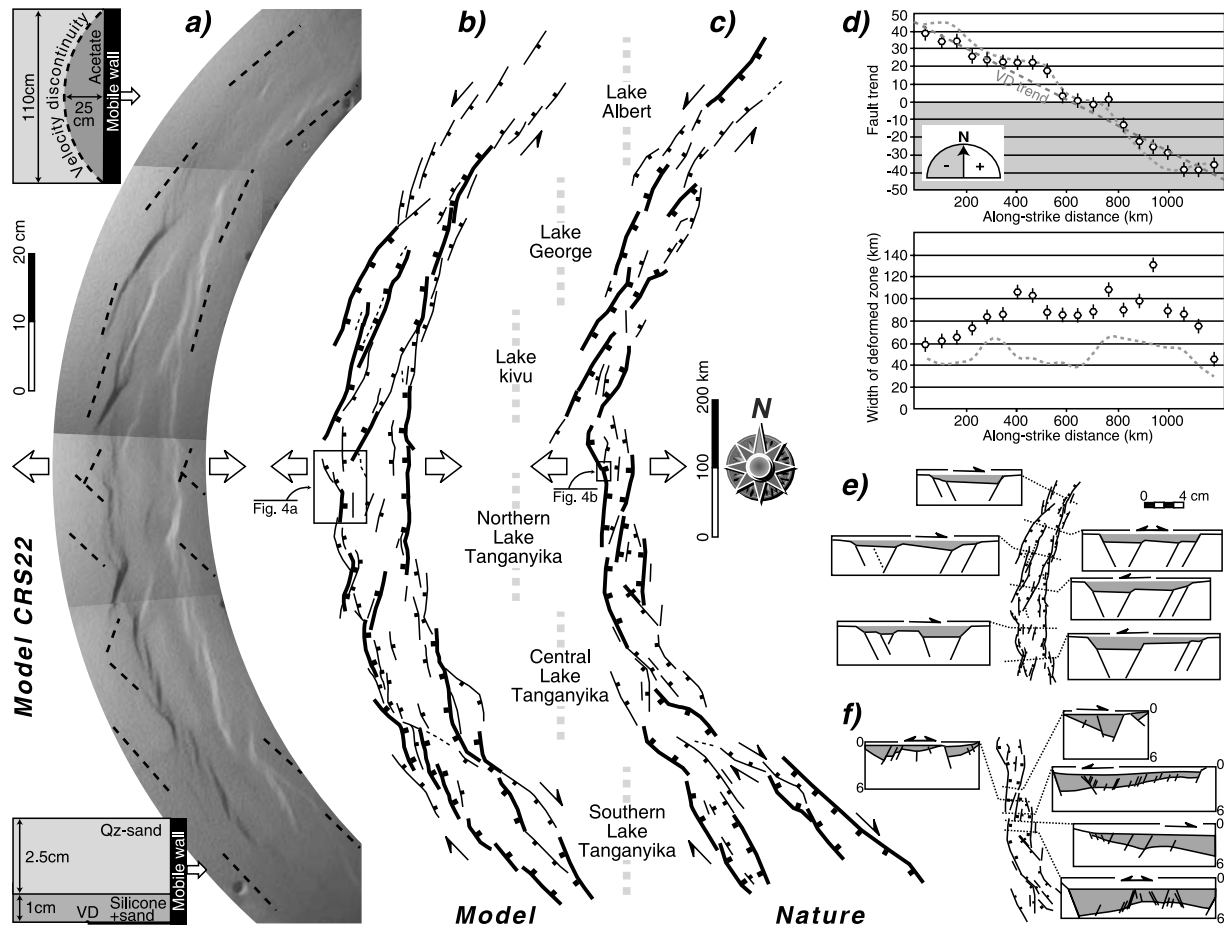 a)
b)
c)
d)
110cm
Velocity discontinuity
Acetate
25
cm
Mobile wall
20 cm
10
0
Model CRS22
Qz-sand
2.5cm
1cm
VD
Silicone
+sand
Mobile wall
Fig. 4a
Fig. 4b
Lake
Albert
Lake
George
Lake
kivu
Northern
Lake
Tanganyika
Central
Lake
Tanganyika
Southern
Lake
Tanganyika
Model
Nature
N
200 km
100
0
Fault trend
50
40
30
20
10
0
-10
-20
-30
-40
-50
VD trend
N
-
+
200
400
600
800
1000
Along-strike distance (km)
Width of deformed zone (km)
140
120
100
80
60
40
20
0
200
400
600
800
1000
Along-strike distance (km)
e)
0
4 cm
f)
0
6
0
6
0
6
0
6
0
6